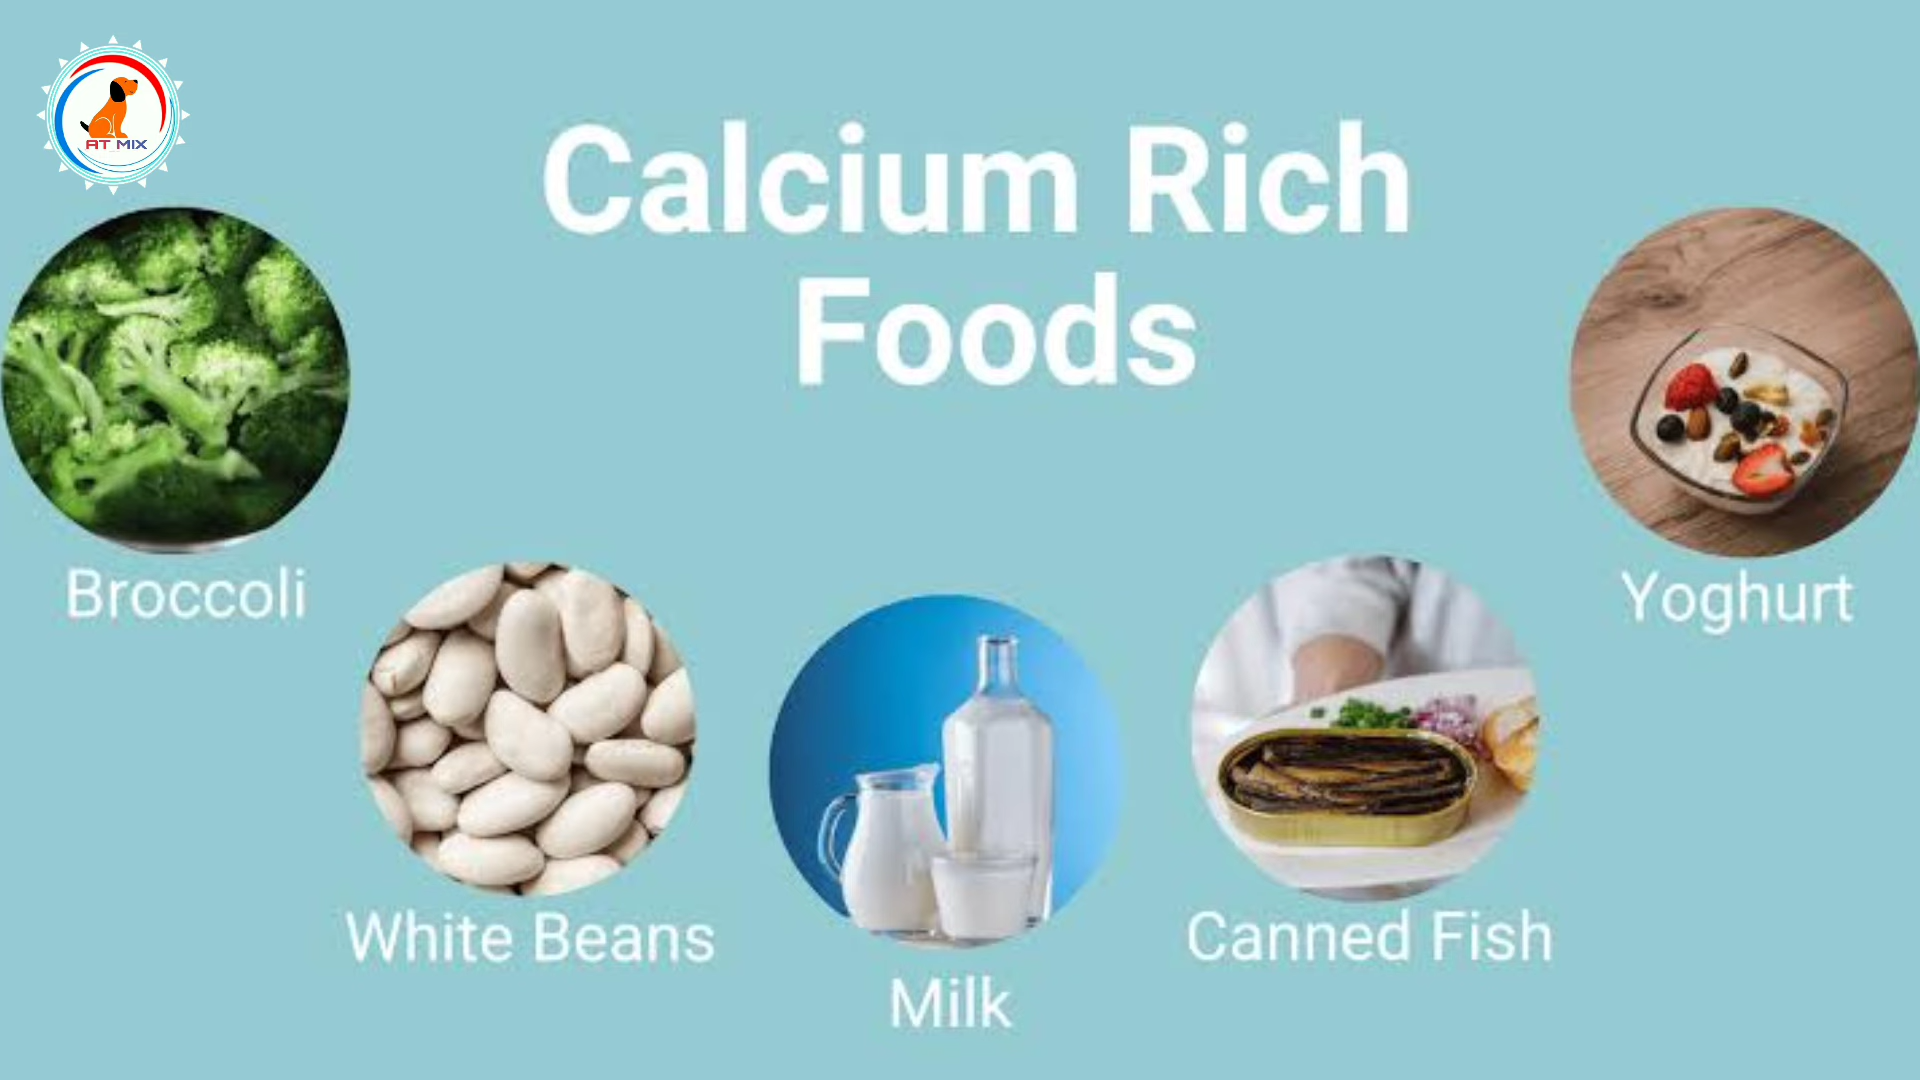 AT MIX
Calcium Rich
Foods
Broccoli
Yoghurt
White Beans
Canned Fish
Milk